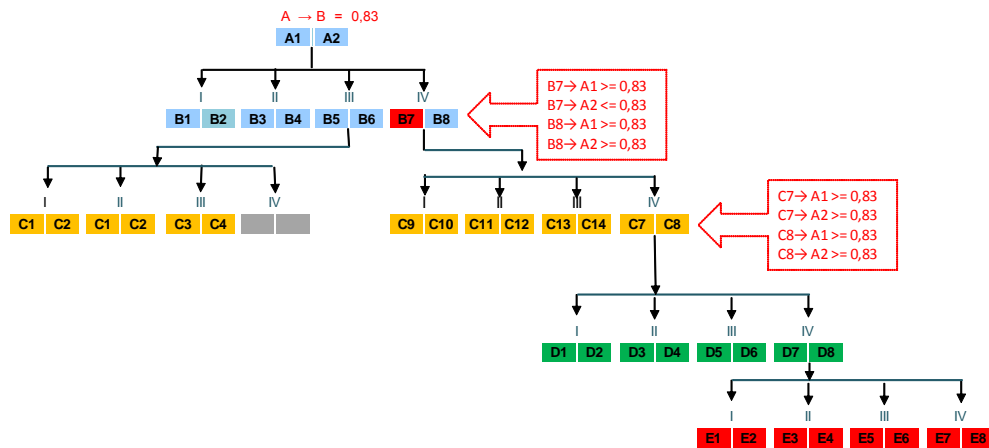 A → B = 0,83
A1 A2
I II III IV
B1 B2 B3 B4 B5 B6 B7 B8
B7→ A1 >= 0,83
B7→ A2 <= 0,83
B8→ A1 >= 0,83
B8→ A2 >= 0,83
I II III IV
C1 C2 C1 C2 C3 C4
I II III IV
C9 C10 C11 C12 C13 C14 C7 C8
C7→ A1 >= 0,83
C7→ A2 >= 0,83
C8→ A1 >= 0,83
C8→ A2 >= 0,83
I II III IV
D1 D2 D3 D4 D5 D6 D7 D8
I II III IV
E1 E2 E3 E4 E5 E6 E7 E8